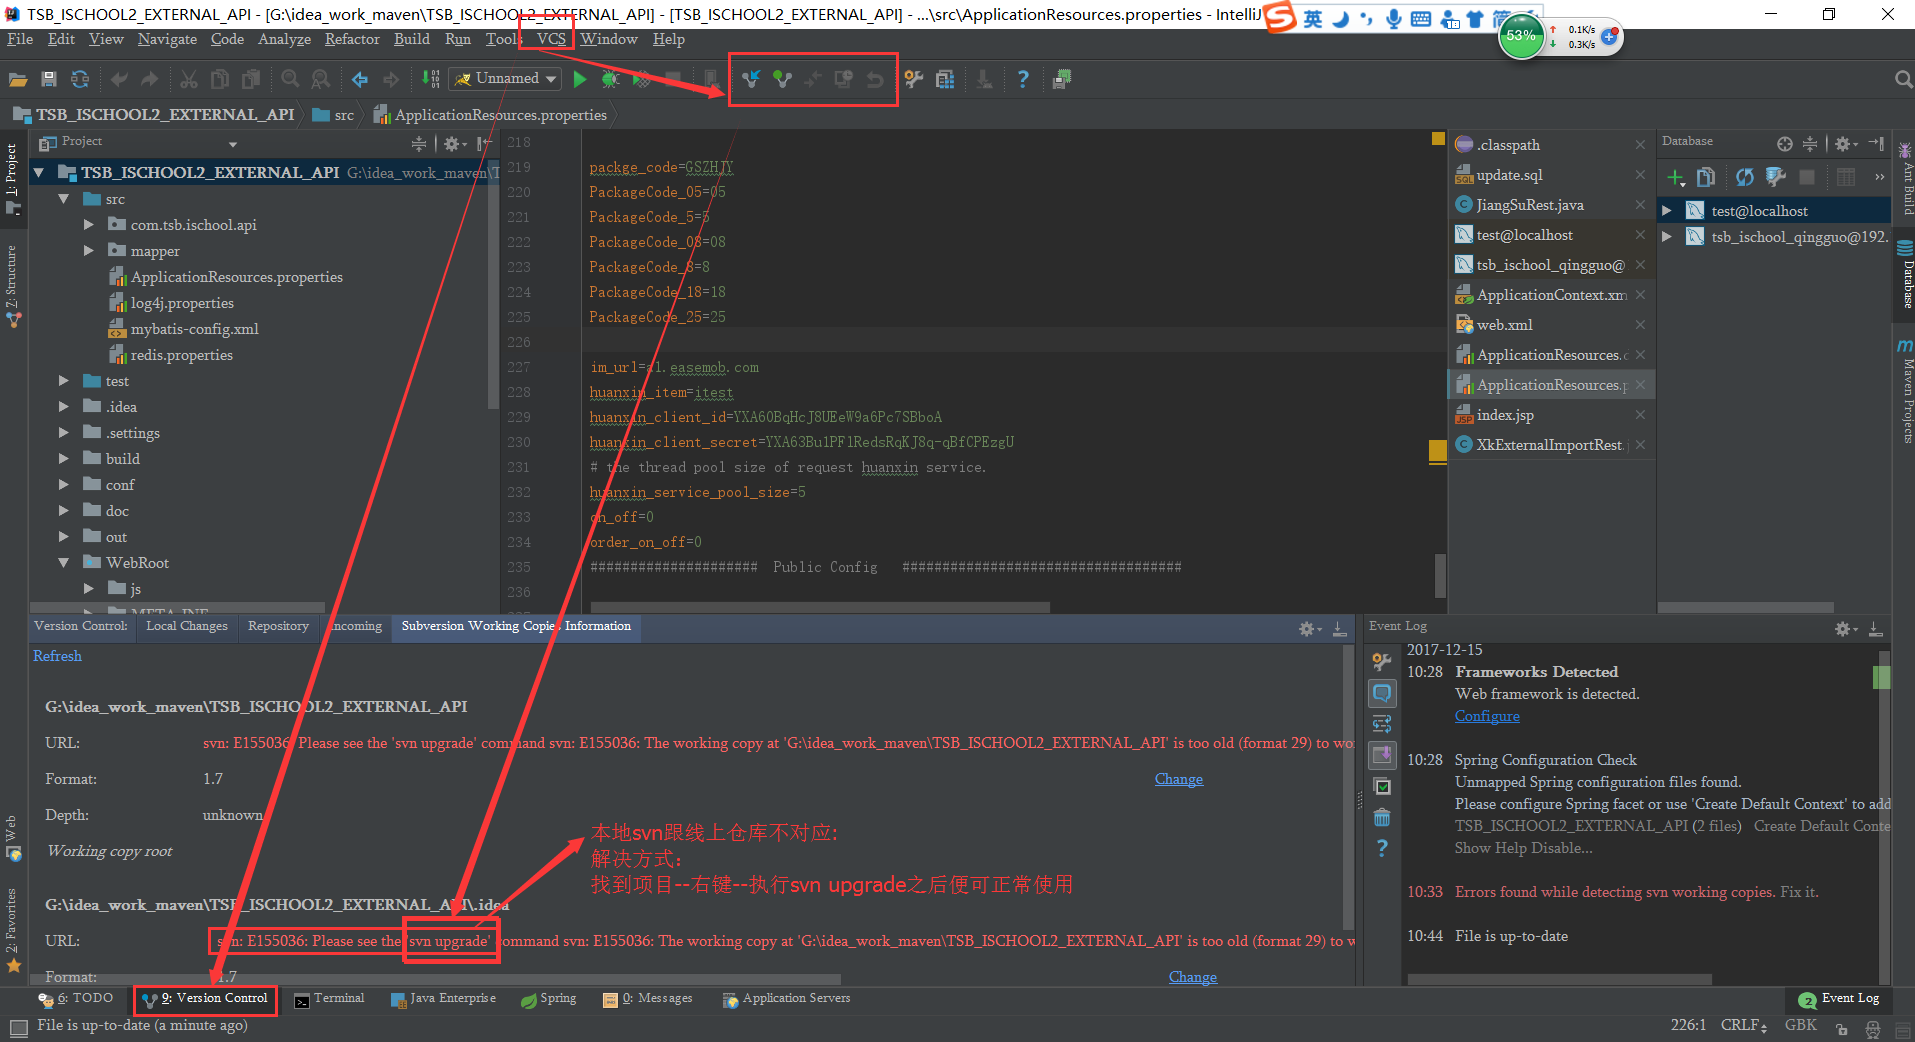 TSB_ISCHOOL2_EXTERNAL_API - [G:\idea_work_maven\TSB_ISCHOOL2_EXTERNAL_API] - [TSB_ISCHOOL2_EXTERNAL_API] - ...\src\ApplicationResources.properties - IntelliJ
英
简
53%
0.1K/s
0.3K/s
File Edit View Navigate Code Analyze Refactor Build Run Tools VCS Window Help
Unnamed
TSB_ISCHOOL2_EXTERNAL_API src ApplicationResources.properties
1: Project
Z: Structure
Web
2: Favorites
Project
TSB_ISCHOOL2_EXTERNAL_API G:\idea_work_maven\T
src
com.tsb.ischool.api
mapper
ApplicationResources.properties
log4j.properties
mybatis-config.xml
redis.properties
test
.idea
.settings
build
conf
doc
out
WebRoot
js
META-INF
218
219 packge_code=GSZHJY
220 PackageCode_05=05
221 PackageCode_5=5
222 PackageCode_08=08
223 PackageCode_8=8
224 PackageCode_18=18
225 PackageCode_25=25
226
227 im_url=a1.easemob.com
228 huanxin_item=itest
229 huanxin_client_id=YXA60BqHcJ8UEeW9a6Pc7SBboA
230 huanxin_client_secret=YXA63Bu1PF1RedsRqKJ8q-qBfCPEzgU
231 # the thread pool size of request huanxin service.
232 huanxin_service_pool_size=5
233 on_off=0
234 order_on_off=0
235 ##################### Public Config ###################################
236
.classpath
update.sql
JiangSuRest.java
test@localhost
tsb_ischool_qingguo@
ApplicationContext.xm
web.xml
ApplicationResources.
ApplicationResources.p
index.jsp
XkExternalImportRest.
Database
test@localhost
tsb_ischool_qingguo@192.
Ant Build
Database
Maven Projects
Version Control: Local Changes Repository Incoming Subversion Working Copies Information
Refresh
G:\idea_work_maven\TSB_ISCHOOL2_EXTERNAL_API
URL: svn: E155036: Please see the 'svn upgrade' command svn: E155036: The working copy at 'G:\idea_work_maven\TSB_ISCHOOL2_EXTERNAL_API' is too old (format 29) to wo
Format: 1.7 Change
Depth: unknown
Working copy root
本地svn跟线上仓库不对应:
解决方式:
找到项目--右键--执行svn upgrade之后便可正常使用
G:\idea_work_maven\TSB_ISCHOOL2_EXTERNAL_API\.idea
URL: svn: E155036: Please see the 'svn upgrade' command svn: E155036: The working copy at 'G:\idea_work_maven\TSB_ISCHOOL2_EXTERNAL_API' is too old (format 29) to w
Format: 1.7 Change
Event Log
2017-12-15
10:28 Frameworks Detected
Web framework is detected.
Configure
10:28 Spring Configuration Check
Unmapped Spring configuration files found.
Please configure Spring facet or use 'Create Default Context' to add
TSB_ISCHOOL2_EXTERNAL_API (2 files) Create Default Conte
Show Help Disable...
10:33 Errors found while detecting svn working copies. Fix it.
10:44 File is up-to-date
6: TODO 9: Version Control Terminal Java Enterprise Spring 0: Messages Application Servers 2 Event Log
File is up-to-date (a minute ago) 226:1 CRLF GBK